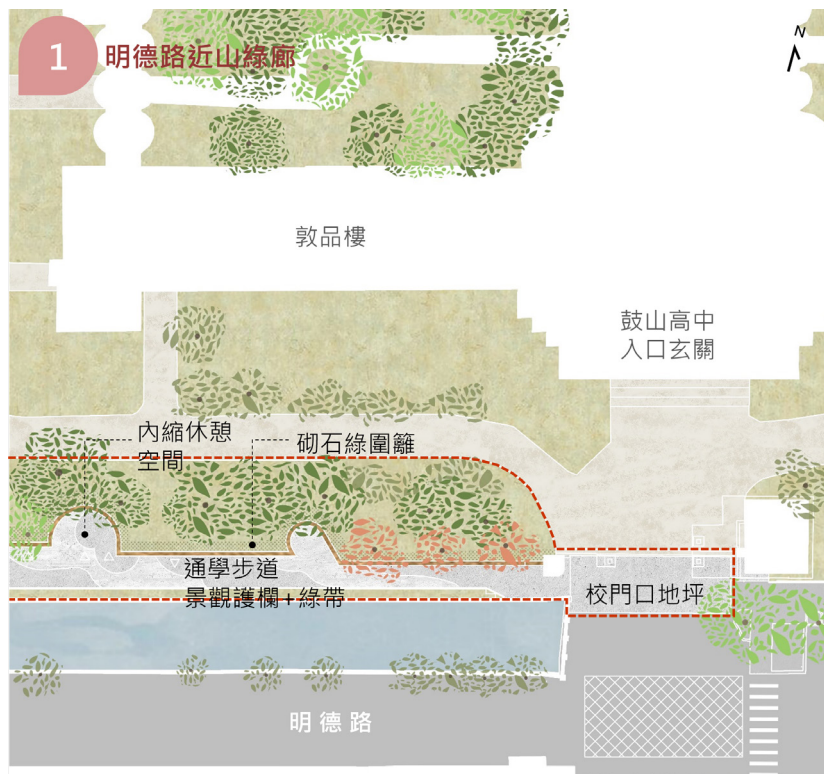 1
明德路近山綠廊
N
敦品樓
鼓山高中
入口玄關
內縮休憩
空間
砌石綠圍籬
通學步道
景觀護欄+綠帶
校門口地坪
明德路